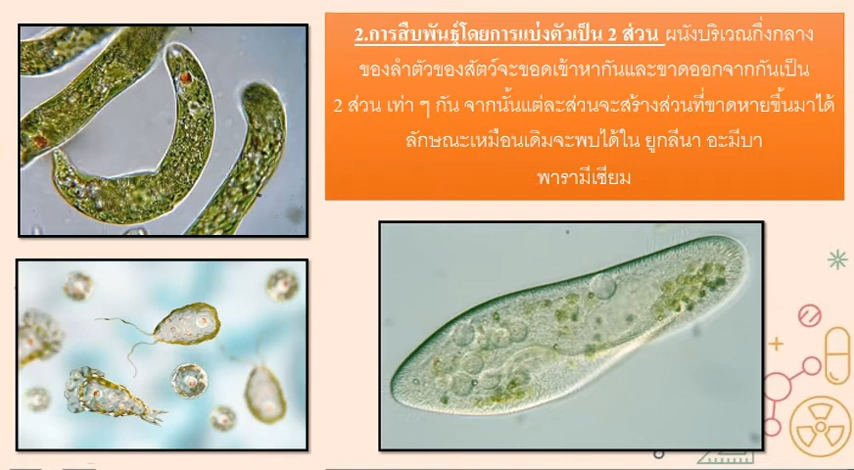 2.การสืบพันธุ์โดยการแบ่งตัวเป็น 2 ส่วน ผนังบริเวณกึ่งกลาง
ของลำตัวของสัตว์จะขอดเข้าหากันและขาดออกจากกันเป็น
2 ส่วน เท่า ๆ กัน จากนั้นแต่ละส่วนจะสร้างส่วนที่ขาดหายขึ้นมาได้
ลักษณะเหมือนเดิมจะพบได้ใน ยูกลีนา อะมีบา
พารามีเซียม